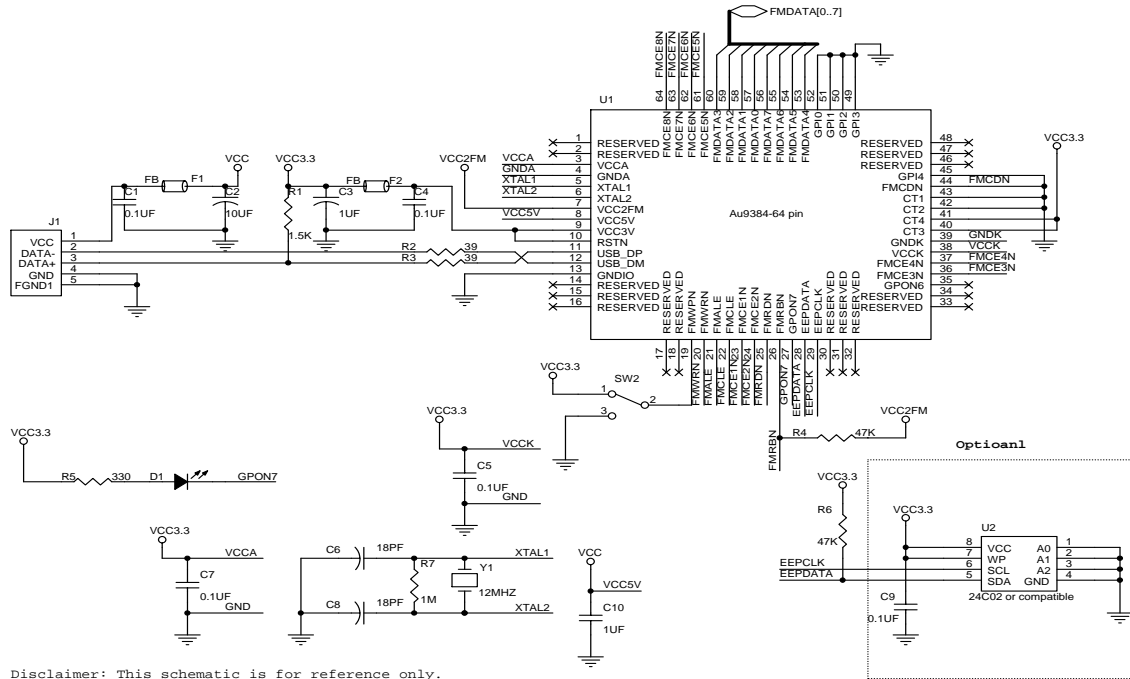 FMDATA[0..7]
FMCE8N
FMCE7N
FMCE6N
FMCE5N
64
63
62
61
60
59
58
57
56
55
54
53
52
51
50
49
U1
FMCE8N
FMCE7N
FMCE6N
FMCE5N
FMDATA3
FMDATA2
FMDATA1
FMDATA0
FMDATA7
FMDATA6
FMDATA5
FMDATA4
GPI0
GPI1
GPI2
GPI3
Au9384-64 pin
1 RESERVED
2 RESERVED
VCCA 3 VCCA
GNDA 4 GNDA
XTAL1 5 XTAL1
XTAL2 6 XTAL2
7 VCC2FM
VCC5V 8 VCC5V
9 VCC3V
10 RSTN
11 USB_DP
12 USB_DM
13 GNDIO
14 RESERVED
15 RESERVED
16 RESERVED
RESERVED 48
RESERVED 47
RESERVED 46
GPI4 45
FMCDN 44 FMCDN
CT1 43
CT2 42
CT4 41
CT3 40
GNDK 39 GNDK
VCCK 38 VCCK
FMCE4N 37 FMCE4N
FMCE3N 36 FMCE3N
GPON6 35
RESERVED 34
RESERVED 33
VCC3.3
RESERVED
RESERVED
FMWPN
FMWRN
FMALE
FMCLE
FMCE1N
FMCE2N
FMRDN
FMRBN
GPON7
EEPDATA
EEPCLK
RESERVED
RESERVED
RESERVED
17
18
19
20
21
22
23
24
25
26
27
28
29
30
31
32
FMWRN
FMALE
FMCLE
FMCE1N
FMCE2N
FMRDN
GPON7
EEPDATA
EEPCLK
FMRBN
VCC VCC3.3 VCC2FM
FB F1
C1
0.1UF
C2
10UF
R1
1.5K
C3
1UF
FB F2
C4
0.1UF
J1
VCC 1
DATA- 2
DATA+ 3
GND 4
FGND1 5
R2 39
R3 39
VCC3.3
SW2
1
2
3
VCC2FM
R4 47K
VCC3.3
R5 330 D1 GPON7
VCC3.3
VCCK
C5
0.1UF
GND
VCC3.3
VCCA
C7
0.1UF
GND
C6 18PF XTAL1
R7
1M
Y1
12MHZ
C8 18PF XTAL2
VCC
VCC5V
C10
1UF
Optioanl
VCC3.3
R6
47K
EEPCLK
EEPDATA
VCC3.3
U2
8 VCC A0 1
7 WP A1 2
6 SCL A2 3
5 SDA GND 4
24C02 or compatible
C9
0.1UF
Disclaimer: This schematic is for reference only.